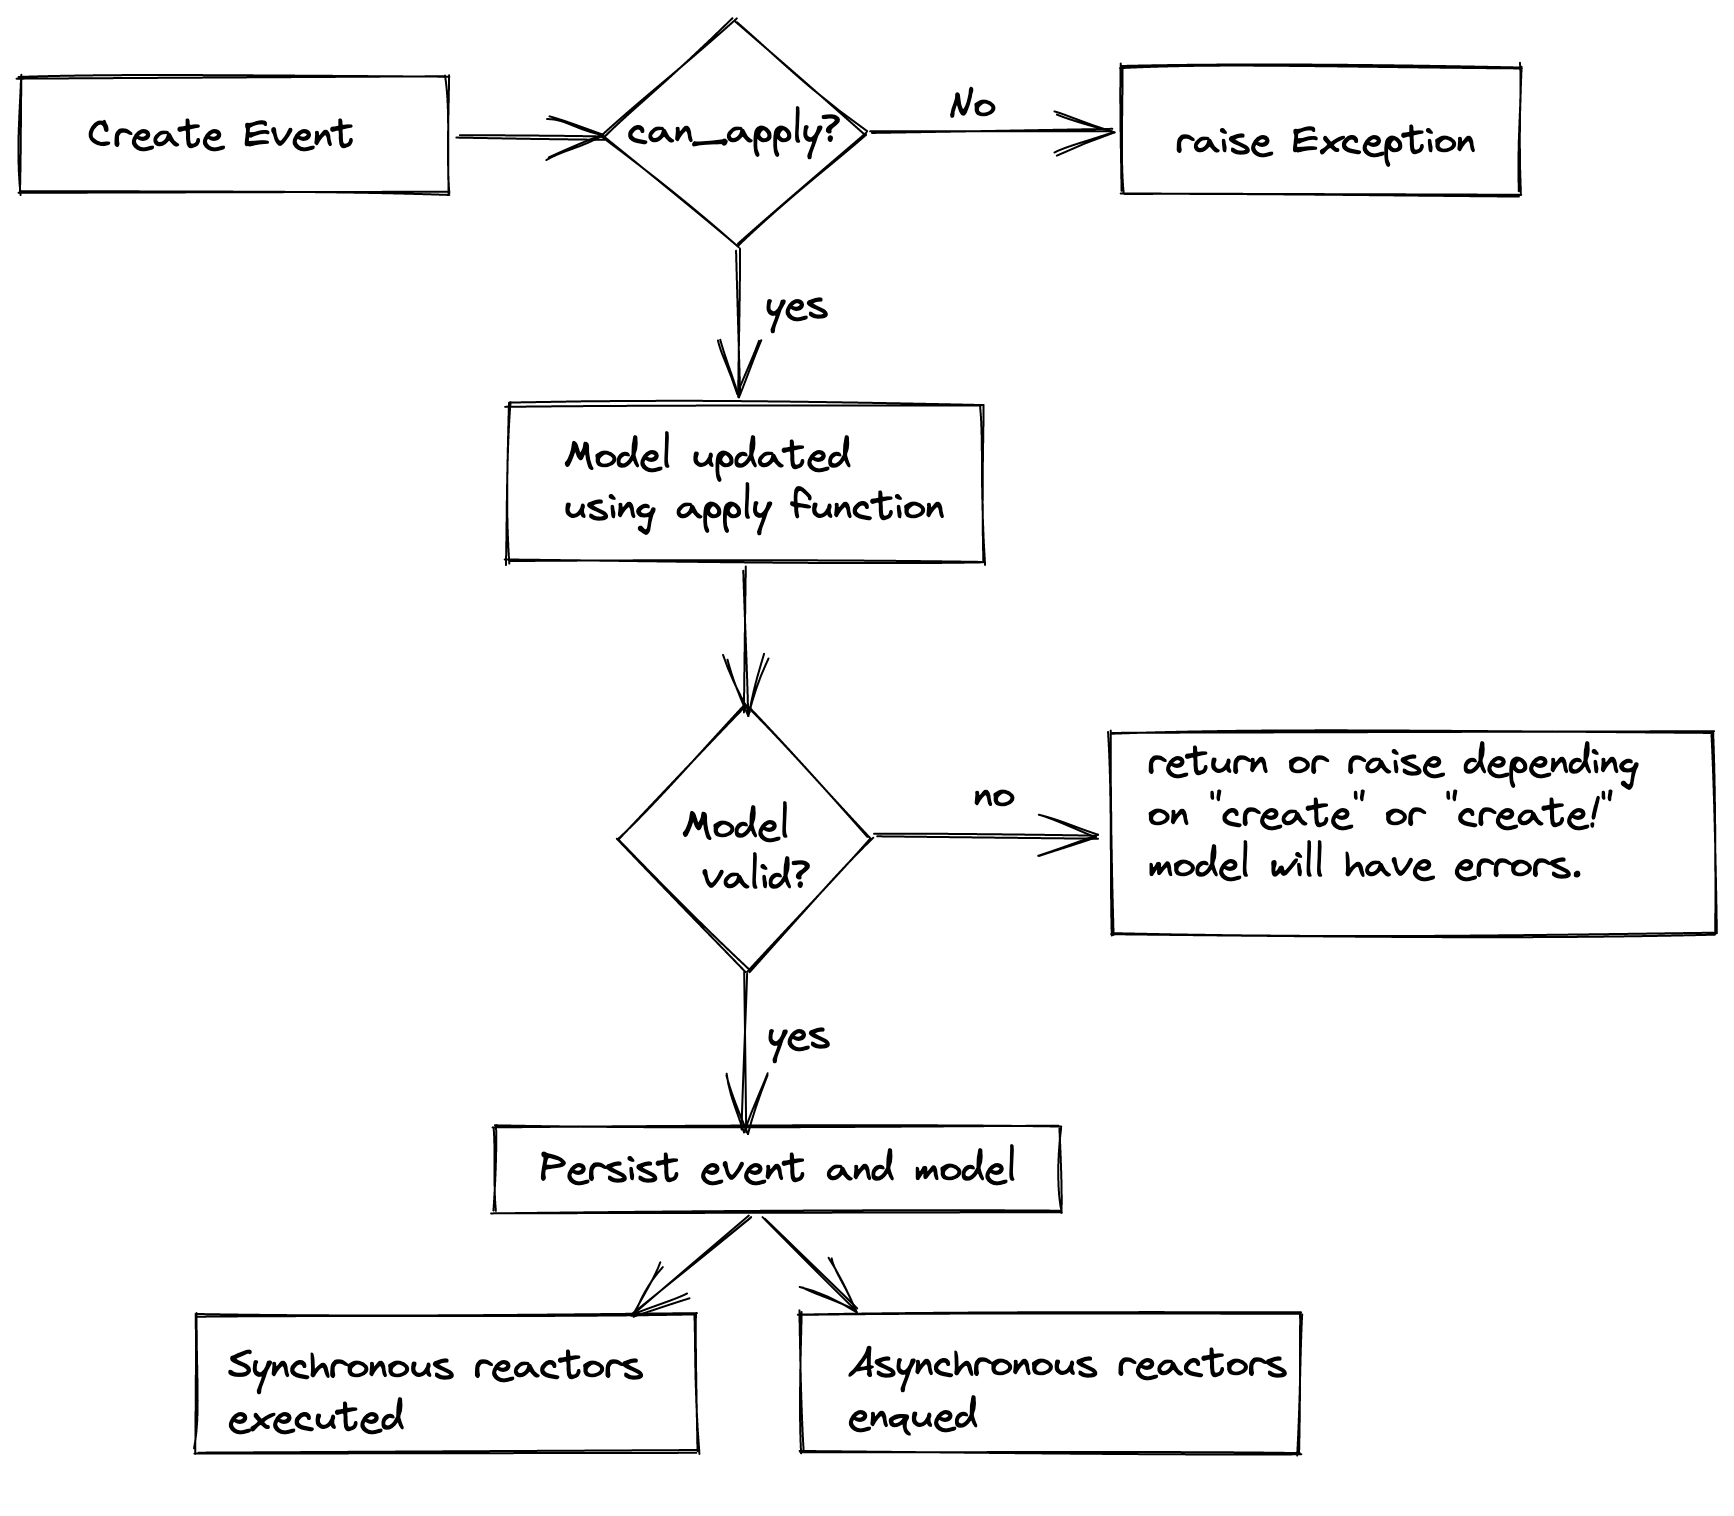 Create Event
can_apply?
No
raise Exception
yes
Model updated
using apply function
Model
valid?
no
return or raise depending
on "create" or "create!"
model will have errors.
yes
Persist event and model
Synchronous reactors
executed
Asynchronous reactors
enqued